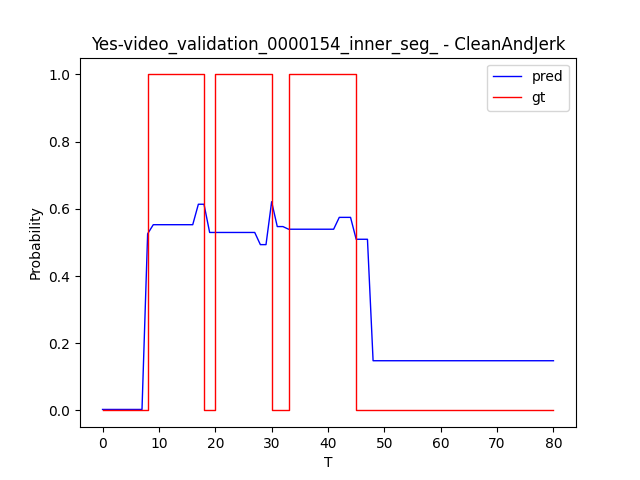 Yes-video_validation_0000154_inner_seg_ - CleanAndJerk
pred
gt
1.0
0.8
0.6
0.4
0.2
0.0
Probability
0 10 20 30 40 50 60 70 80
T